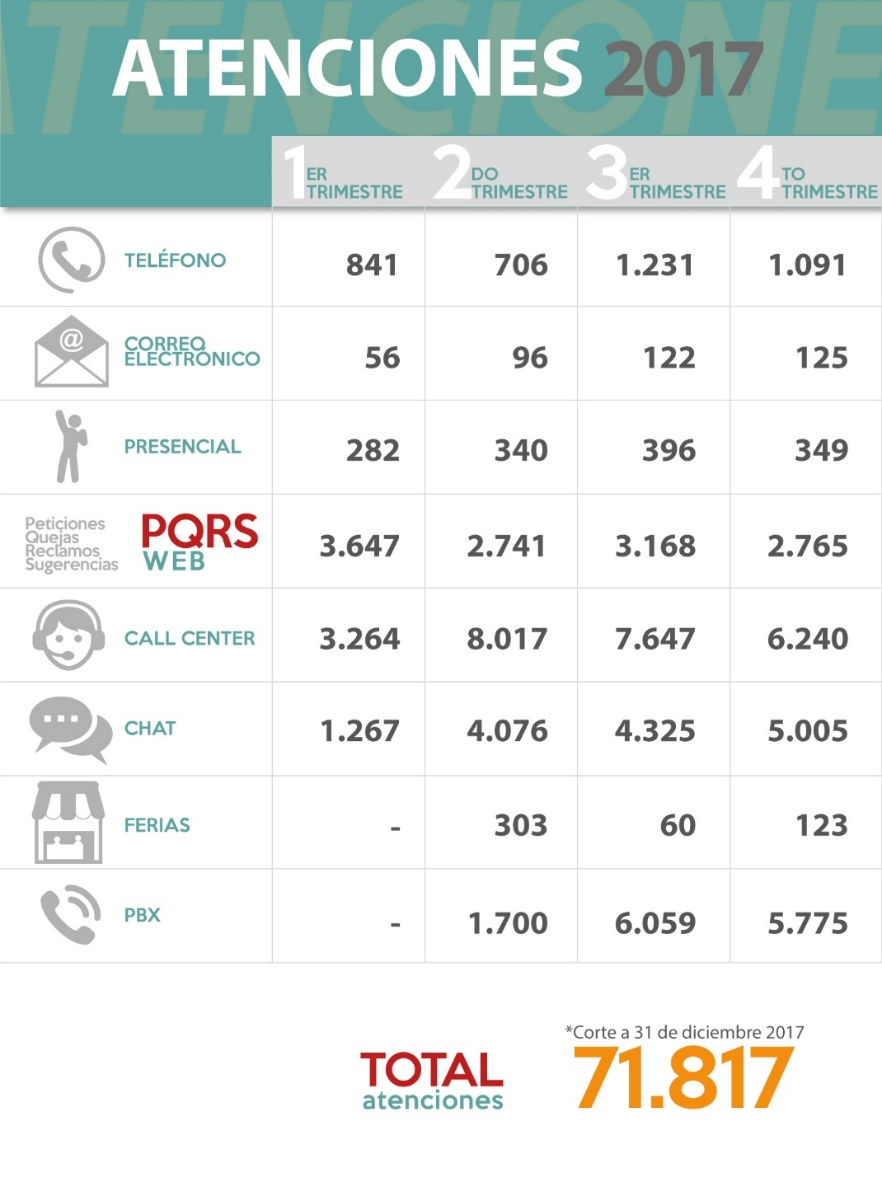 ATENCIONES 2017
1ER TRIMESTRE 2DO TRIMESTRE 3ER TRIMESTRE 4TO TRIMESTRE
TELÉFONO 841 706 1.231 1.091
@
CORREO
ELECTRÓNICO 56 96 122 125
PRESENCIAL 282 340 396 349
Peticiones
Quejas
Reclamos
Sugerencias
PQRS
WEB 3.647 2.741 3.168 2.765
CALL CENTER 3.264 8.017 7.647 6.240
CHAT 1.267 4.076 4.325 5.005
FERIAS - 303 60 123
PBX - 1.700 6.059 5.775
*Corte a 31 de diciembre 2017
TOTAL
atenciones
71.817